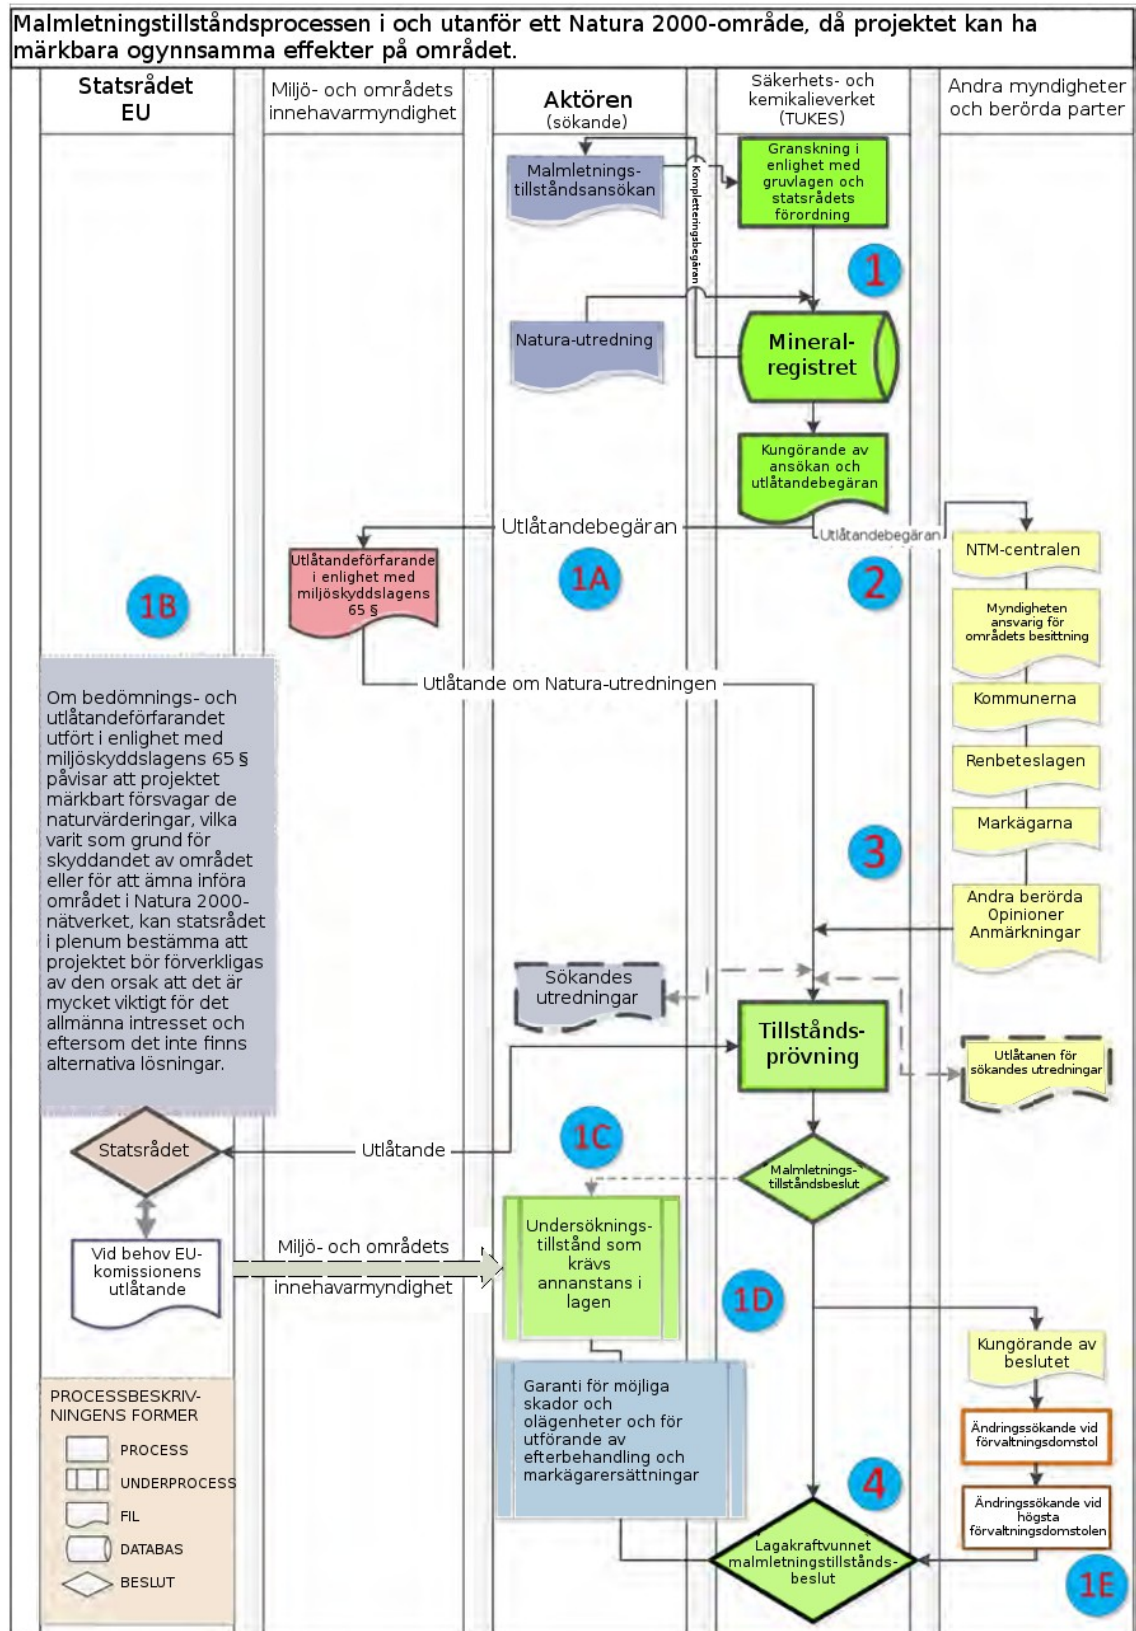 Malmletningstillståndsprocessen i och utanför ett Natura 2000-område, då projektet kan ha
märkbara ogynnsamma effekter på området.
Statsrådet
EU
Miljö- och områdets
innehavarmyndighet
Aktören
(sökande)
Säkerhets- och
kemikalieverket
(TUKES)
Andra myndigheter
och berörda parter
Malmletnings-
tillståndsansökan
Kompletteringsbegäran
Granskning i
enlighet med
gruvlagen och
statsrådets
förordning
1
Natura-utredning
Mineral-
registret
Kungörande av
ansökan och
utlåtandebegäran
Utlåtandebegäran
Utlåtandebegäran
NTM-centralen
Utlåtandeförfarande
i enlighet med
miljöskyddslagens
65 §
1A
2
1B
Myndigheten
ansvarig för
områdets besittning
Utlåtande om Natura-utredningen
Kommunerna
Renbeteslagen
Markägarna
3
Andra berörda
Opinioner
Anmärkningar
Om bedömnings- och
utlåtandeförfarandet
utfört i enlighet med
miljöskyddslagens 65 §
påvisar att projektet
märkbart försvagar de
naturvärderingar, vilka
varit som grund för
skyddandet av området
eller för att ämna införa
området i Natura 2000-
nätverket, kan statsrådet
i plenum bestämma att
projektet bör förverkligas
av den orsak att det är
mycket viktigt för det
allmänna intresset och
eftersom det inte finns
alternativa lösningar.
Sökandes
utredningar
Tillstånds-
prövning
Utlåtanen för
sökandes utredningar
Statsrådet
Utlåtande
1C
Malmletnings-
tillståndsbeslut
Vid behov EU-
komissionens
utlåtande
Miljö- och områdets
innehavarmyndighet
Undersöknings-
tillstånd som
krävs
annanstans i
lagen
1D
Kungörande av
beslutet
Garanti för möjliga
skador och
olägenheter och för
utförande av
efterbehandling och
markägarersättningar
Ändringssökande vid
förvaltningsdomstol
4
Ändringssökande vid
högsta
förvaltningsdomstolen
Lagakraftvunnet
malmletningstillstånds-
beslut
1E
PROCESSBESKRIV-
NINGENS FORMER
PROCESS
UNDERPROCESS
FIL
DATABAS
BESLUT